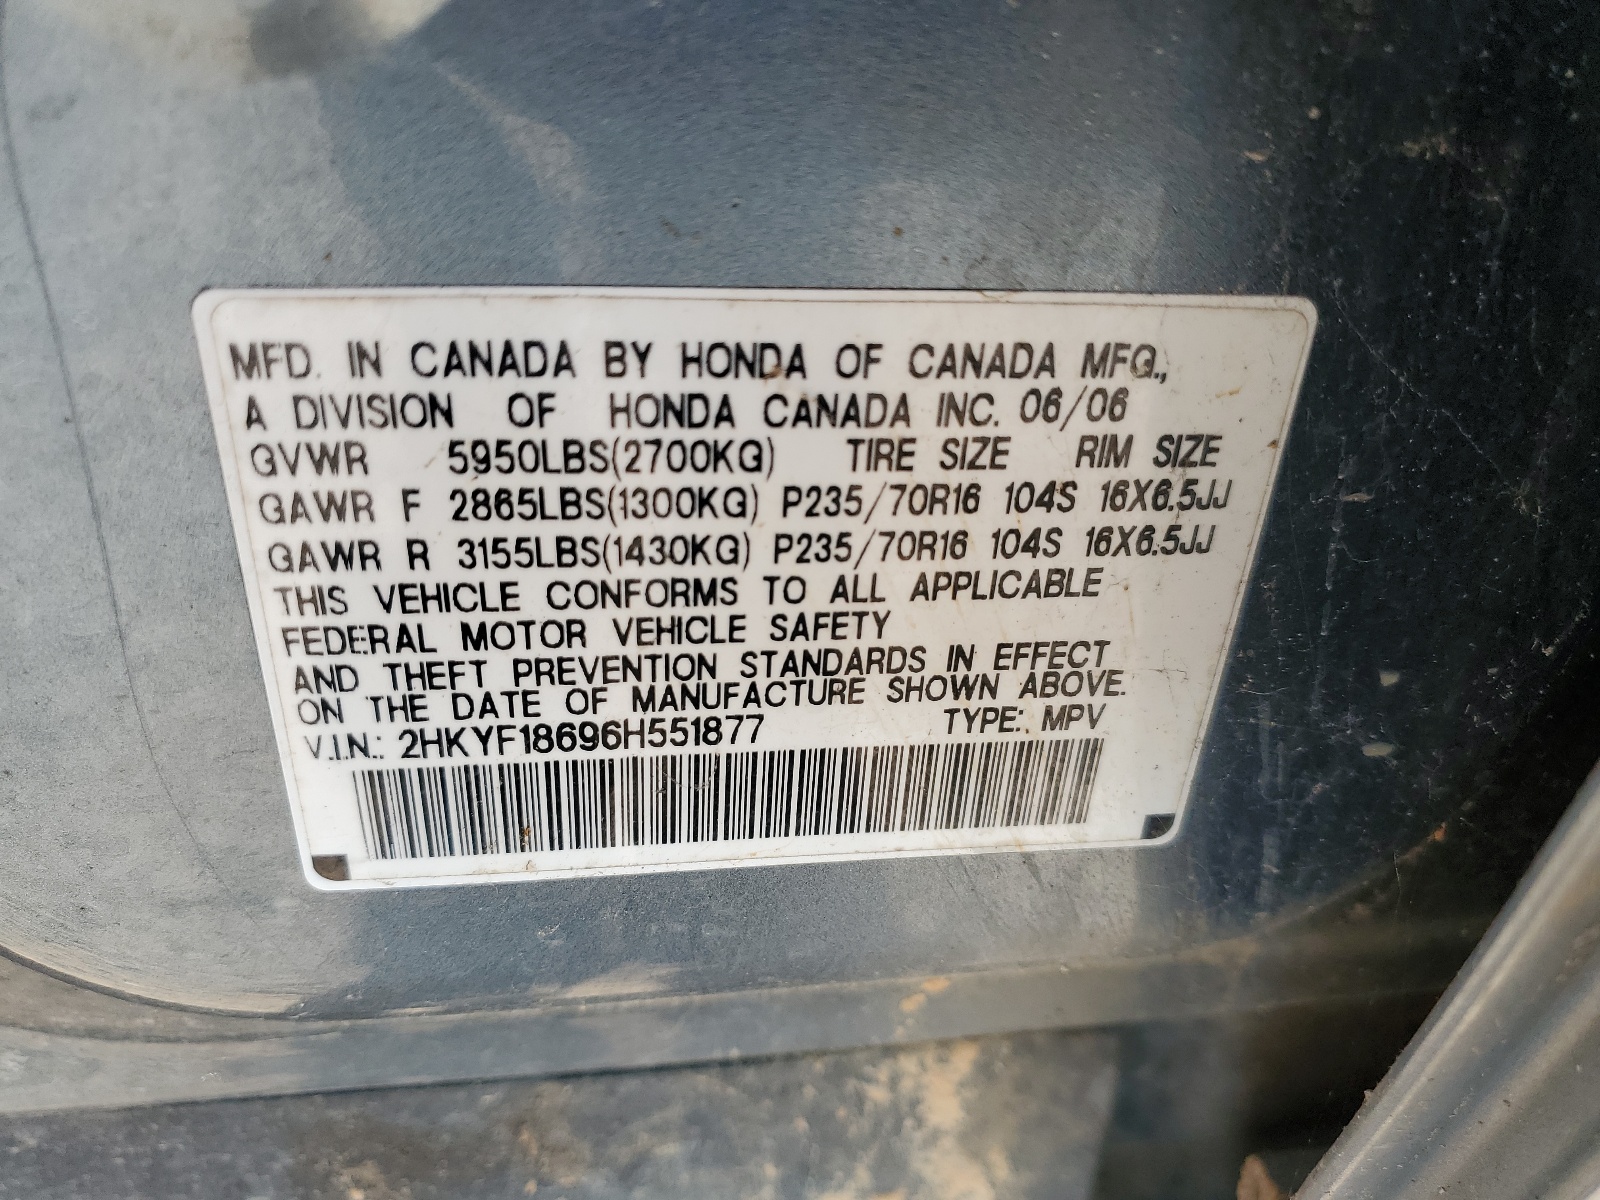 MFD. IN CANADA BY HONDA OF CANADA MFG.,
A DIVISION OF HONDA CANADA INC. 06/06
GVWR 5950LBS(2700KG) TIRE SIZE RIM SIZE
GAWR F 2865LBS(1300KG) P235/70R16 104S 16X6.5JJ
GAWR R 3155LBS(1430KG) P235/70R16 104S 16X6.5JJ
THIS VEHICLE CONFORMS TO ALL APPLICABLE
FEDERAL MOTOR VEHICLE SAFETY
AND THEFT PREVENTION STANDARDS IN EFFECT
ON THE DATE OF MANUFACTURE SHOWN ABOVE.
V.I.N.: 2HKYF18696H551877 TYPE: MPV